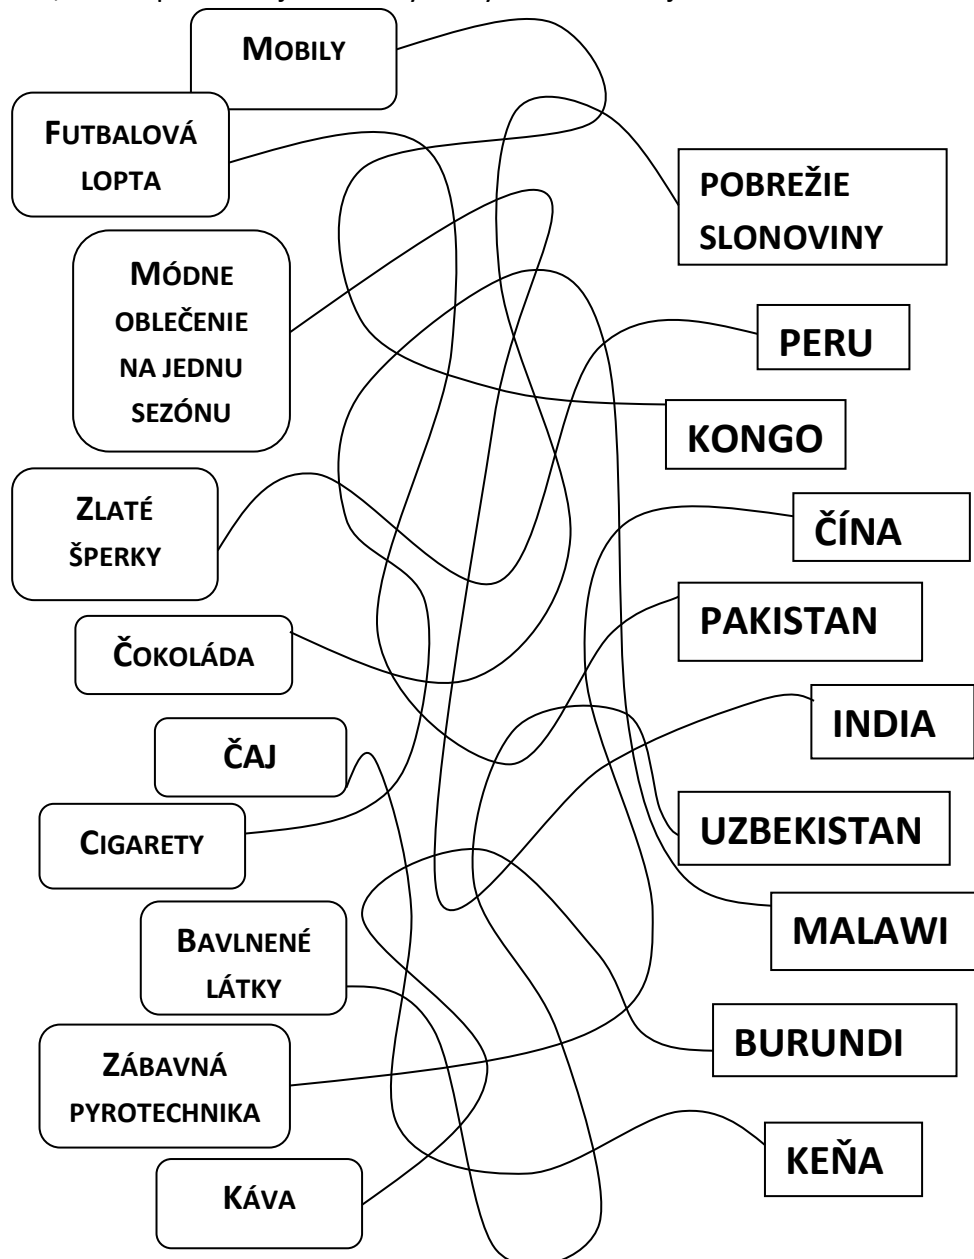 MOBILY
FUTBALOVÁ
LOPTA
MÓDNE
OBLEČENIE
NA JEDNU
SEZÓNU
ZLATÉ
ŠPERKY
ČOKOLÁDA
ČAJ
CIGARETY
BAVLNENÉ
LÁTKY
ZÁBAVNÁ
PYROTECHNIKA
KÁVA
POBREŽIE
SLONOVINY
PERU
KONGO
ČÍNA
PAKISTAN
INDIA
UZBEKISTAN
MALAWI
BURUNDI
KEŇA